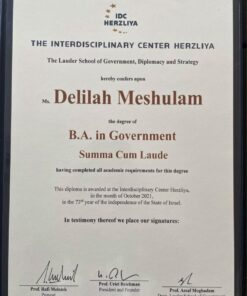 IDC
HERZLIYA
THE INTERDISCIPLINARY CENTER HERZLIYA
The Lauder School of Government, Diplomacy and Strategy
hereby confers upon
Ms. Delilah Meshulam
the degree of
B.A. in Government
Summa Cum Laude
having completed all academic requirements for this degree
This diploma is awarded at the Interdisciplinary Center Herzliya,
in the month of October 2021,
in the 73rd year of the independence of the State of Israel.
In testimony thereof we place our signatures:
Prof. Rafi Melnick
Prof. Uriel Reichman
Prof. Assaf Moghadam
Provost
President and Founder